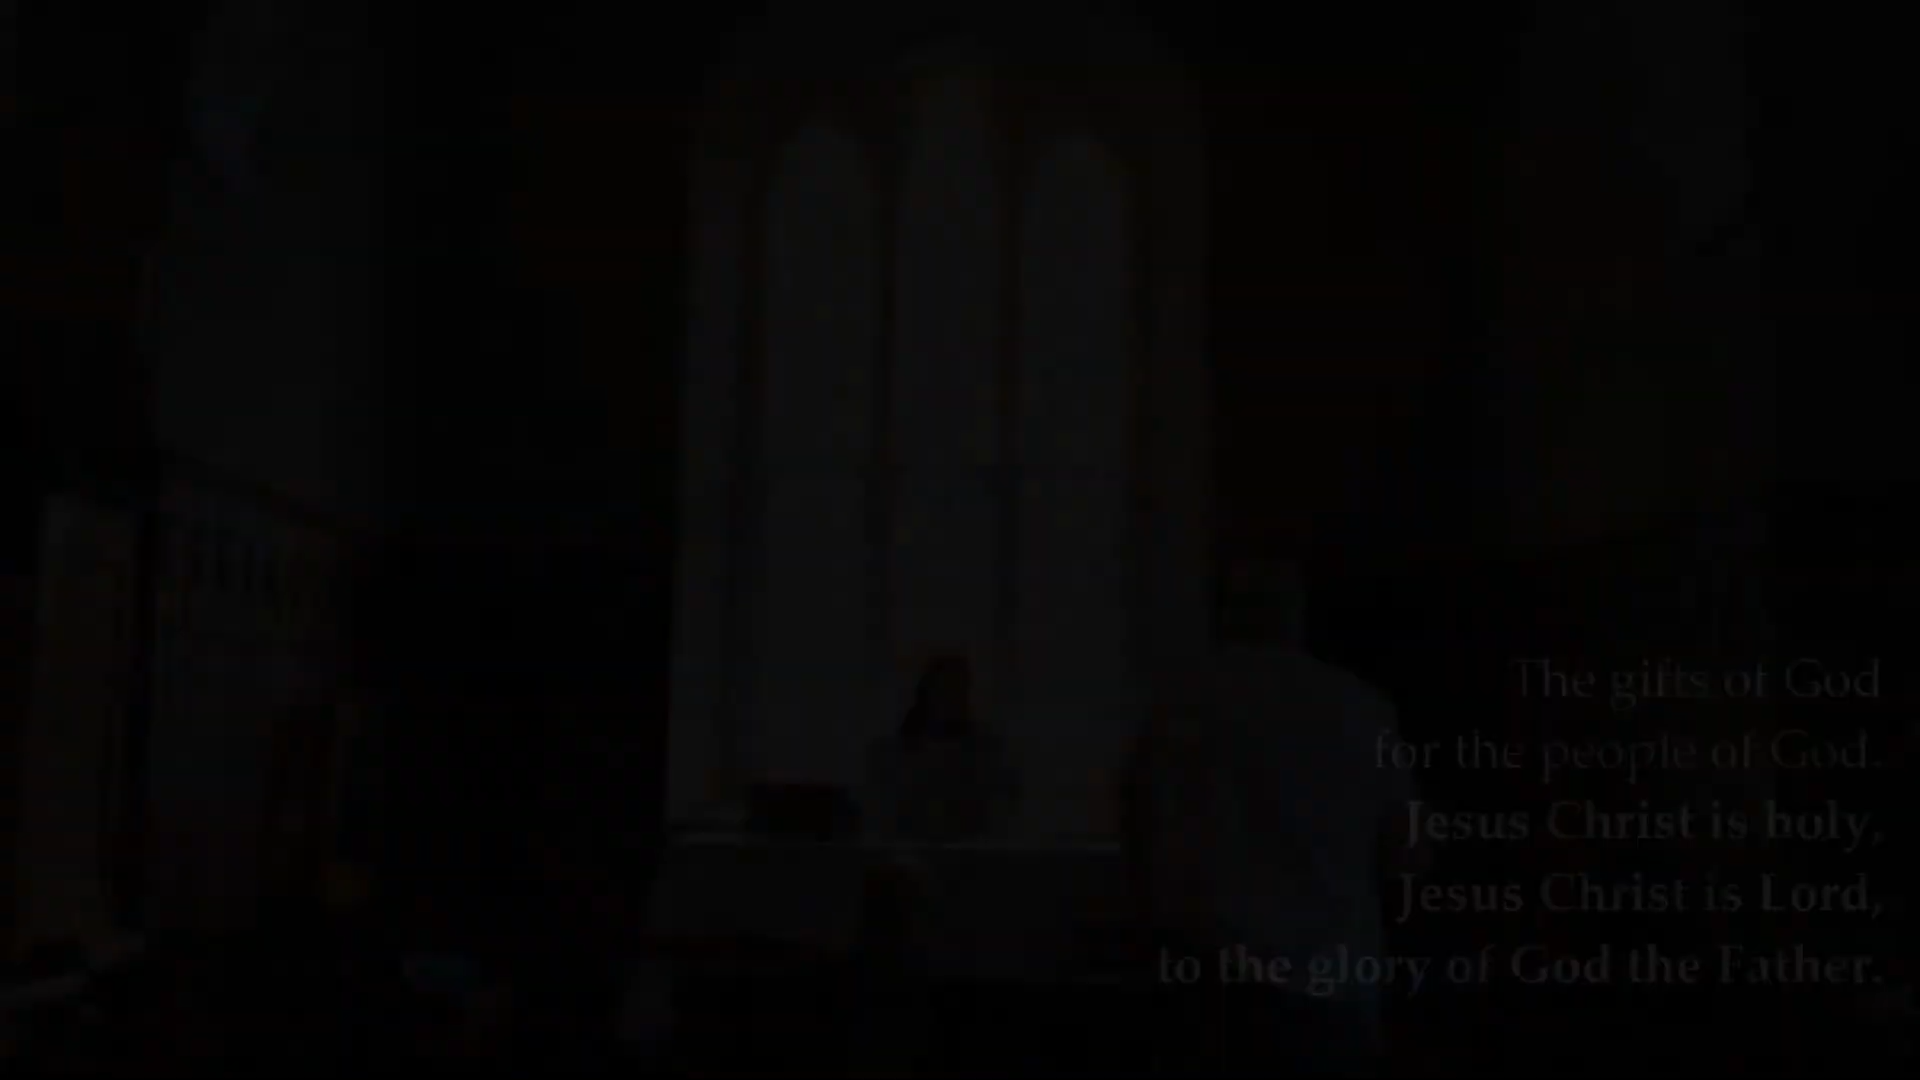 The gifts of God
for the people of God.
Jesus Christ is holy,
Jesus Christ is Lord,
to the glory of God the Father.